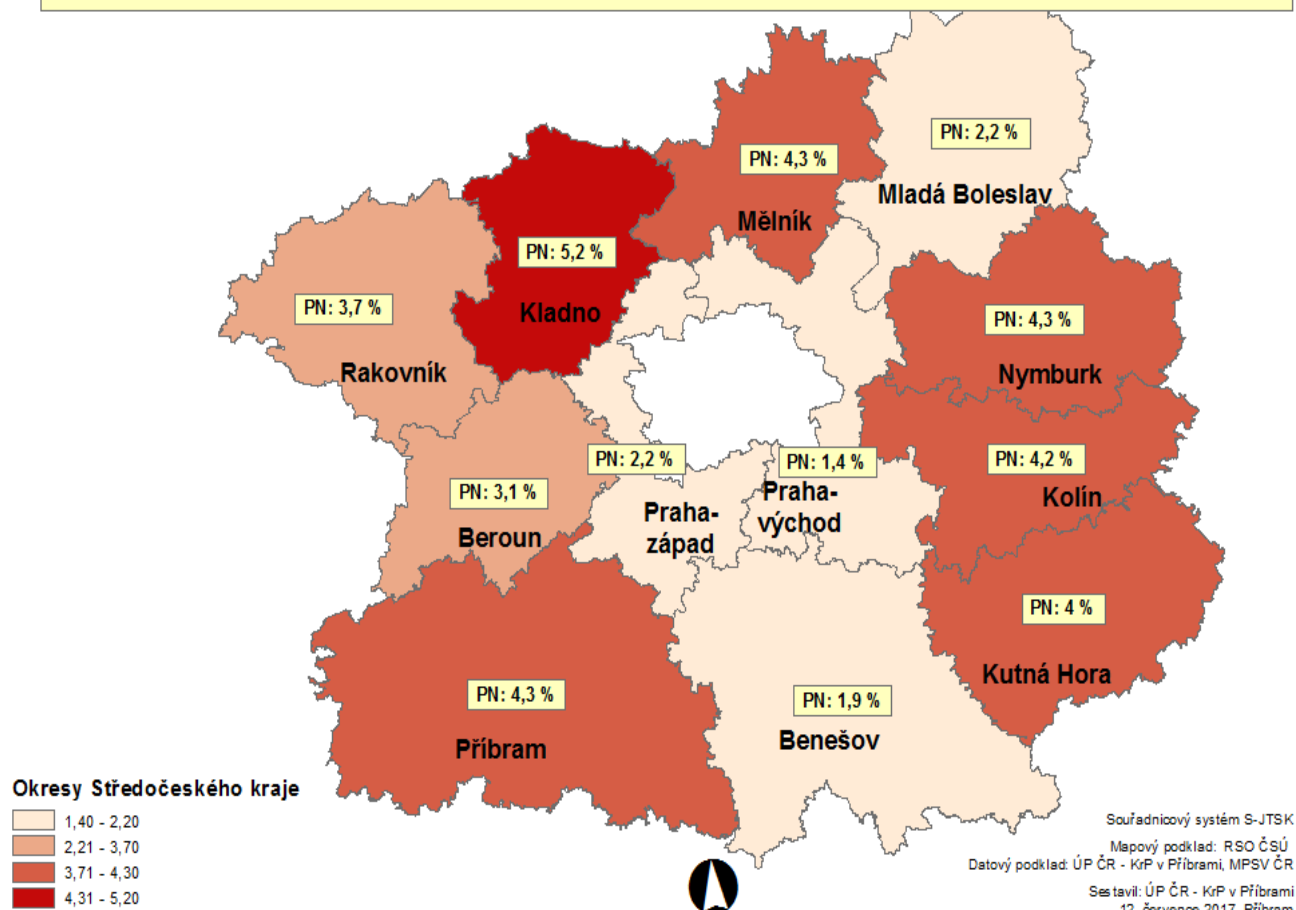 PN: 2,2 %
Mladá Boleslav
PN: 4,3 %
Mělník
PN: 5,2 %
Kladno
PN: 3,7 %
Rakovník
PN: 4,3 %
Nymburk
PN: 2,2 %
Praha-
západ
PN: 1,4 %
Praha-
východ
PN: 4,2 %
Kolín
PN: 3,1 %
Beroun
PN: 4 %
Kutná Hora
PN: 4,3 %
Příbram
PN: 1,9 %
Benešov
Okresy Středočeského kraje
1,40 - 2,20
2,21 - 3,70
3,71 - 4,30
4,31 - 5,20
Souřadnicový systém S-JTSK
Mapový podklad: RSO ČSÚ
Datový podklad: ÚP ČR - KrP v Příbrami, MPSV ČR
Sestavil: ÚP ČR - KrP v Příbrami
12. červenec 2017, Příbram